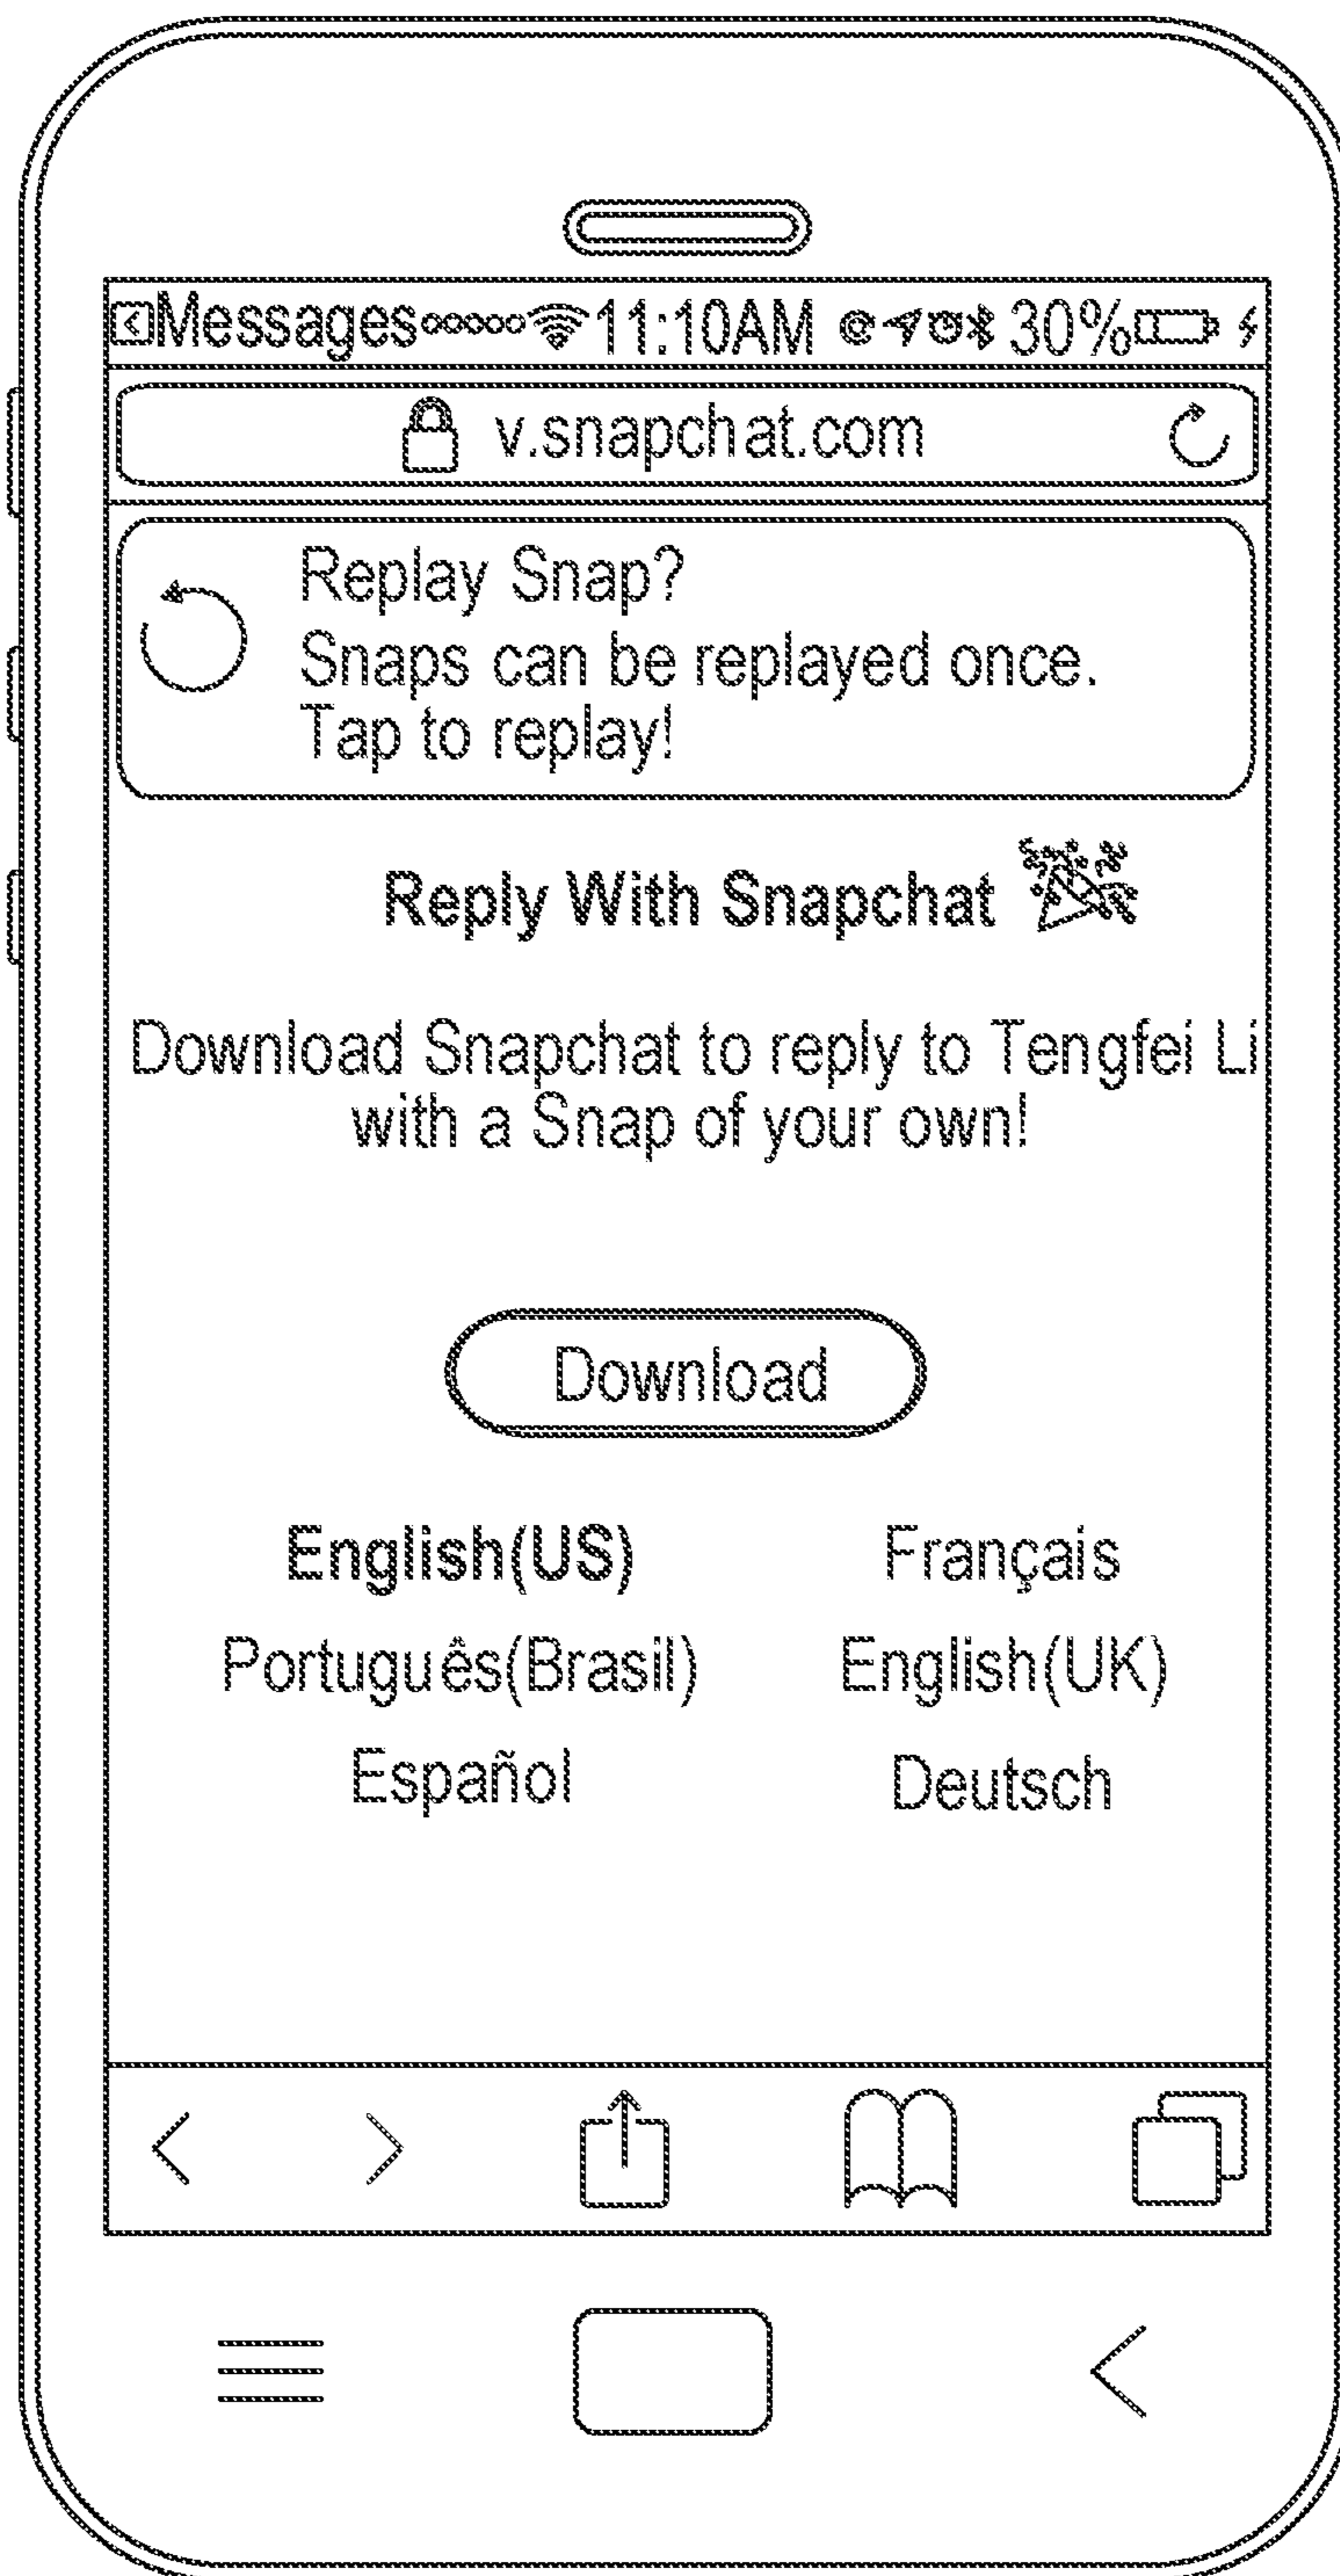 Messages 11:10AM 30%
v.snapchat.com
Replay Snap?
Snaps can be replayed once.
Tap to replay!
Reply With Snapchat
Download Snapchat to reply to Tengfei Li
with a Snap of your own!
Download
English(US) Français
Português(Brasil) English(UK)
Español Deutsch